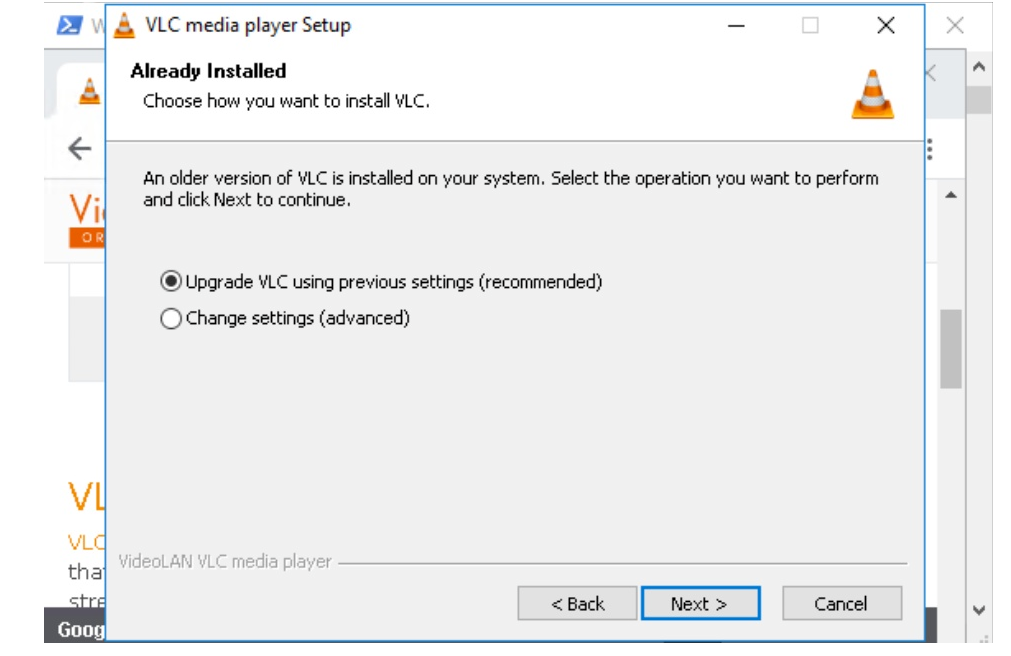 W
VLC media player Setup
Already Installed
Choose how you want to install VLC.
An older version of VLC is installed on your system. Select the operation you want to perform
and click Next to continue.
Upgrade VLC using previous settings (recommended)
Change settings (advanced)
VideoLAN VLC media player
< Back
Next >
Cancel
Vi
OR
VL
VLC
tha
stre
Goog